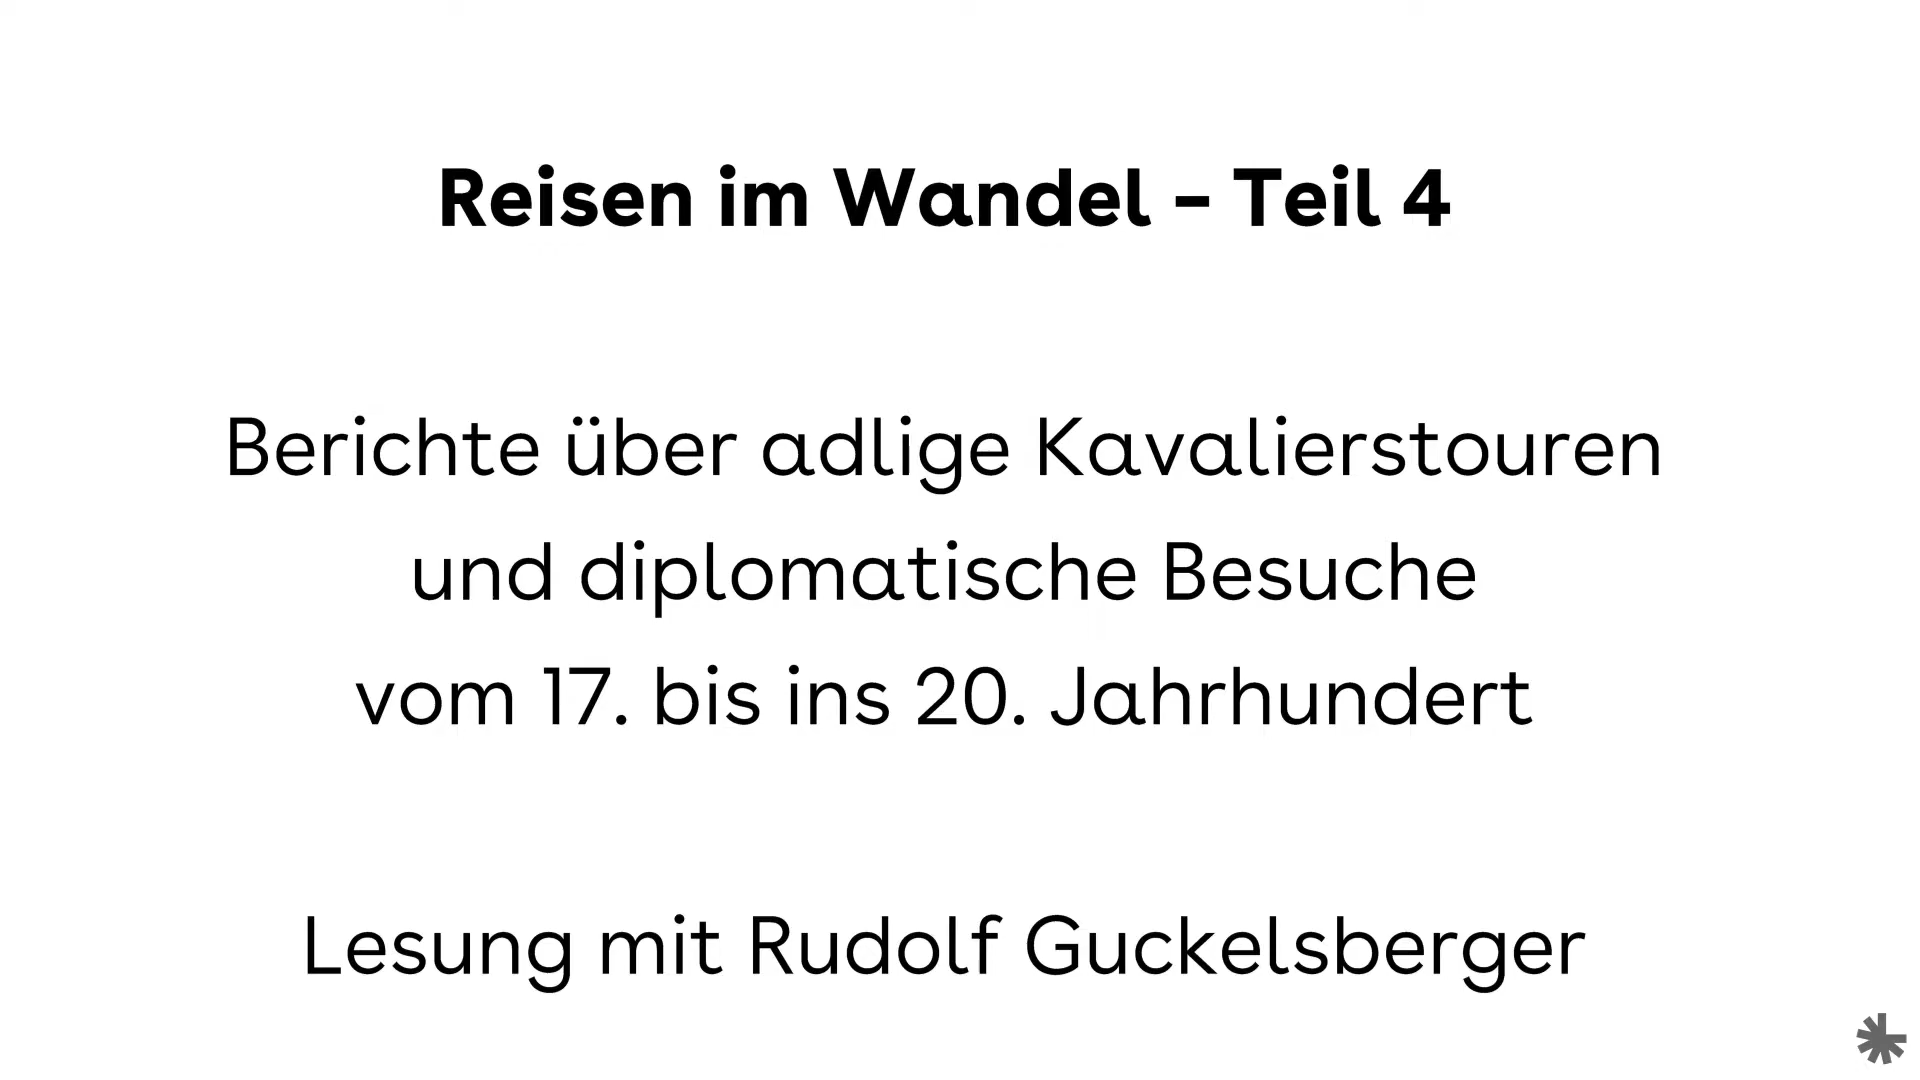 Reisen im Wandel – Teil 4
Berichte über adlige Kavalierstouren
und diplomatische Besuche
vom 17. bis ins 20. Jahrhundert
Lesung mit Rudolf Guckelsberger